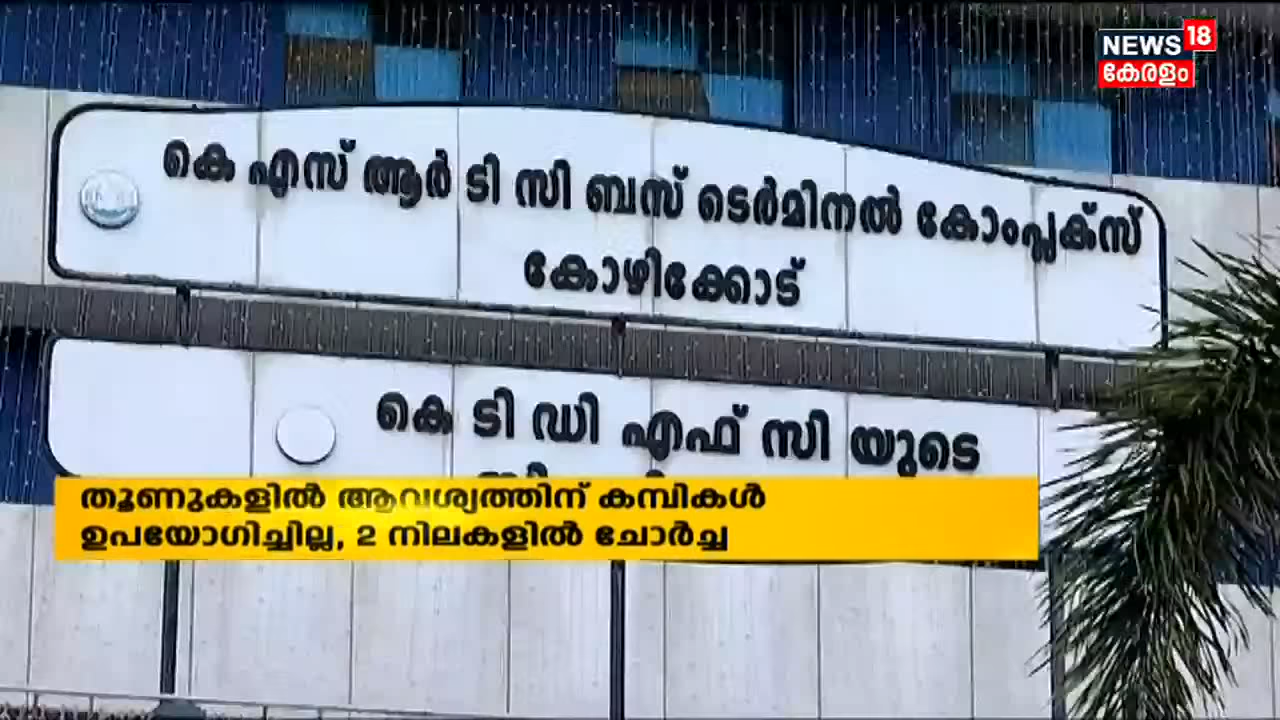 NEWS 18
കേരളം
കെ എസ് ആർ ടി സി ബസ് ടെർമിനൽ കോംപ്ലക്സ്
കോഴിക്കോട്
കെ ടി ഡി എഫ് സി യുടെ
തൂണുകളിൽ ആവശ്യത്തിന് കമ്പികൾ
ഉപയോഗിച്ചില്ല, 2 നിലകളിൽ ചോർച്ച